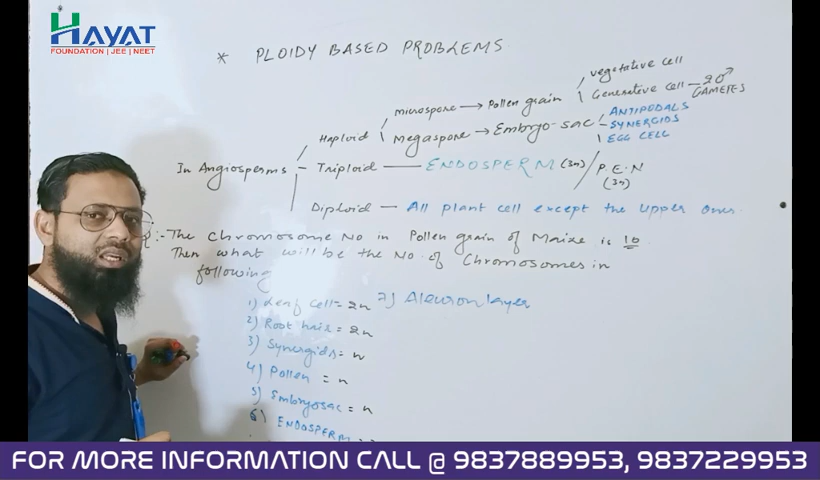 HAYAT
FOUNDATION | JEE | NEET
* PLOIDY BASED PROBLEMS
In Angiosperms
Haploid
microspore → Pollen grain
vegetative cell
Generative cell — 2♂ GAMETES
Megaspore → Embryo-sac
ANTIPODALS
SYNERGIDS
EGG CELL
Triploid — ENDOSPERM (3n) / P.E.N (3n)
Diploid — All plant cell except the upper ones.
:- The Chromosome No in Pollen grain of Maize is 10.
Then what will be the No. of Chromosomes in
following
1) Leaf Cell = 2n 7) Aleuron layer
2) Root hair = 2n
3) Synergids = n
4) Pollen = n
5) Embryosac = n
6) ENDOSPERM =
FOR MORE INFORMATION CALL @ 9837889953, 9837229953